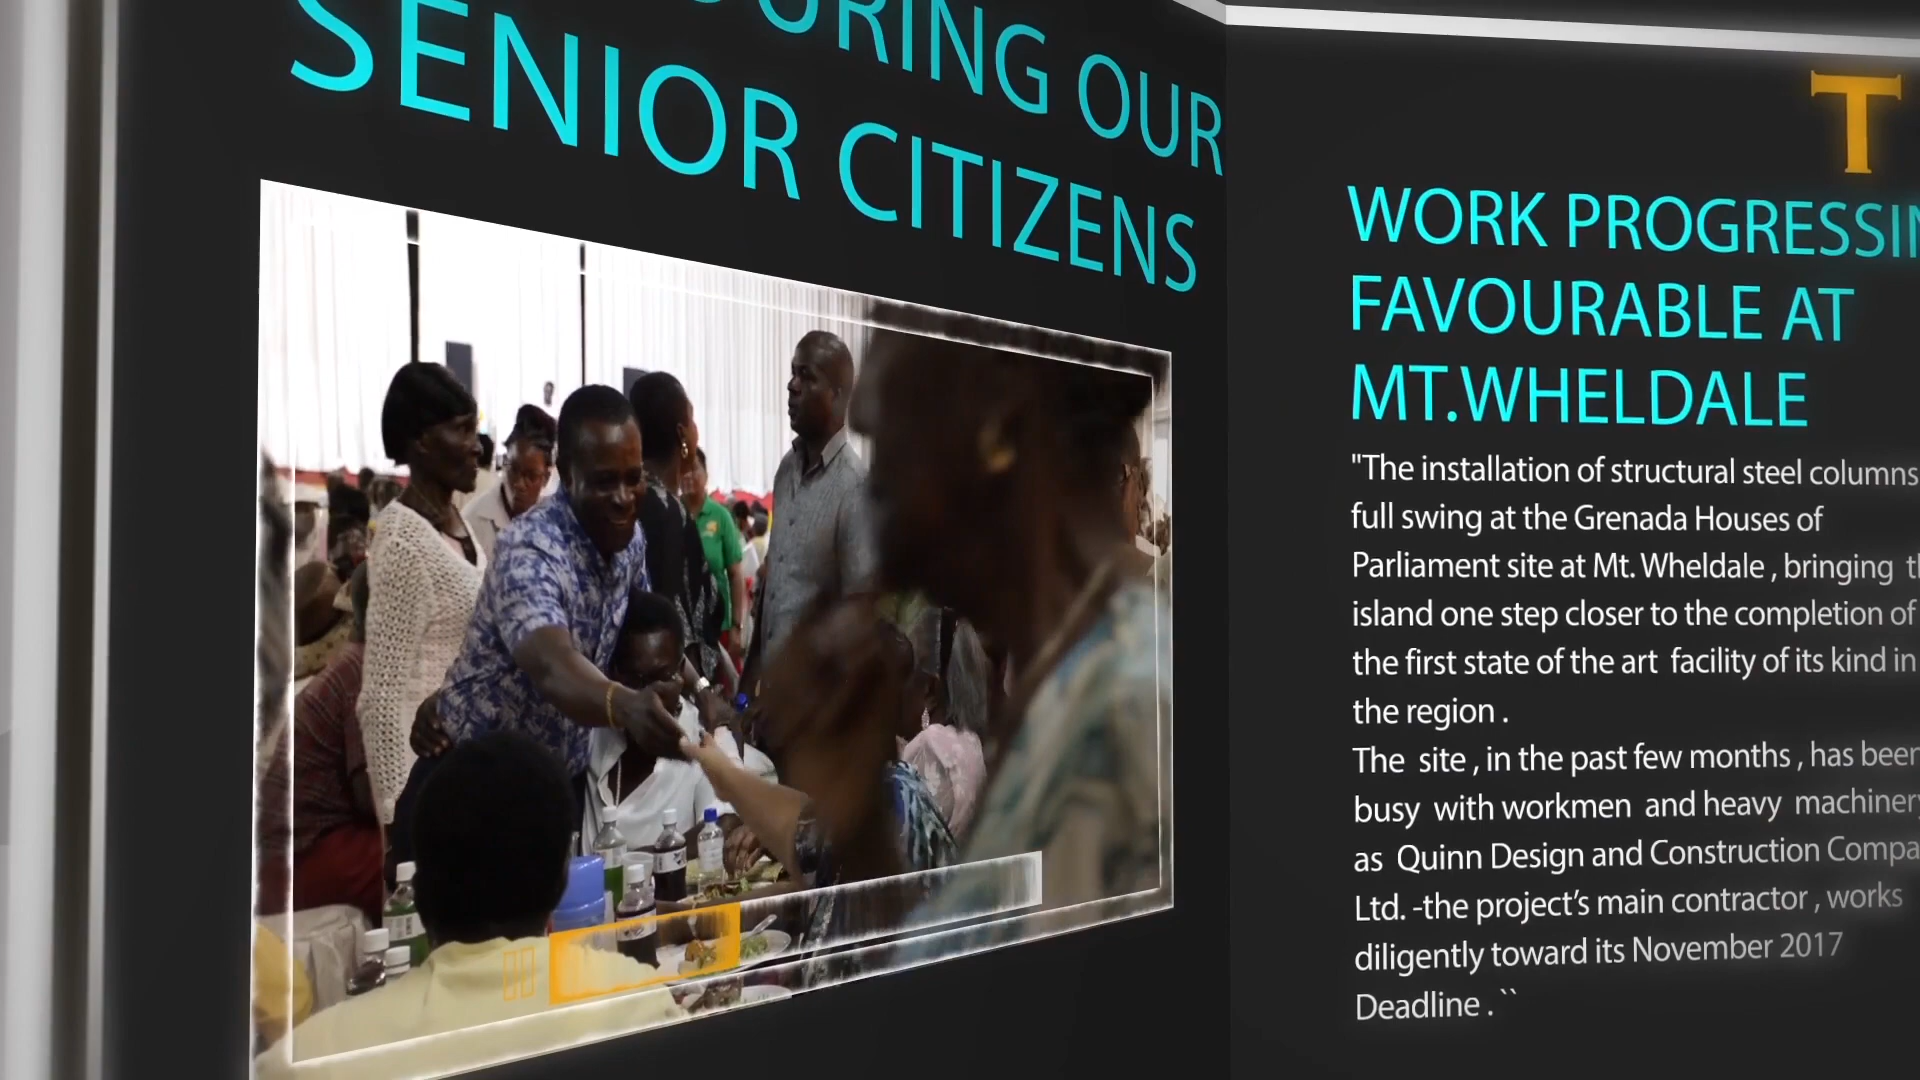 OUR
SENIOR CITIZENS
T
WORK
FAVOURABLE AT
MT.WHELDALE
"The installation of structural steel columns
full swing at the Grenada Houses of
Parliament site at Mt. Wheldale , bringing
island one step closer to the completion of
the first state of the art facility of its kind in
the region .
The site , in the past few months , has been
busy with workmen and heavy machinery
as Quinn Design and Construction
Ltd. -the project’s main contractor , works
diligently toward its November 2017
Deadline . ``